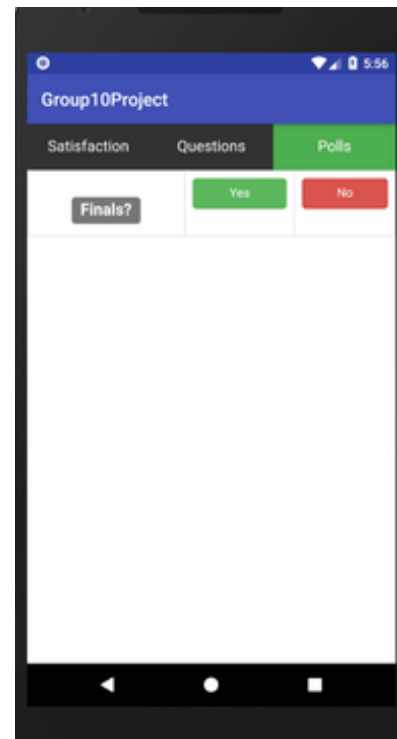 5:56
Group10Project
Satisfaction Questions Polls
Finals? Yes No